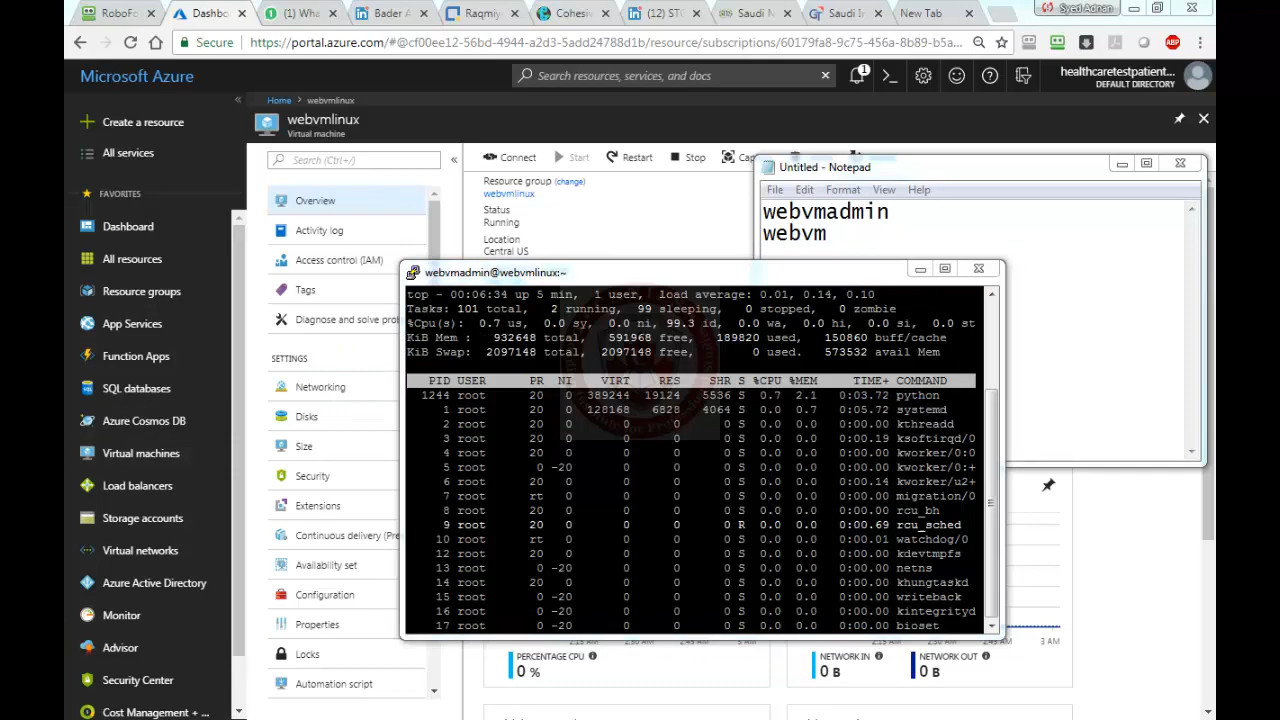 RoboFo
Dashbo
(1) Wha
Bader A
Raqmiy
Cohesiv
(12) STC
Saudi N
Saudi In
New Tab
Syed Adnan
Secure
https://portal.azure.com/#@cf00ee12-56bd-4944-a2d3-5add24788d1b/resource/subscriptions/60179fa8-9c75-456a-8b89-b5a...
ABP
Microsoft Azure
Search resources, services, and docs
1
healthcaretestpatient...
DEFAULT DIRECTORY
Home > webvmlinux
webvmlinux
Virtual machine
Create a resource
All services
FAVORITES
Dashboard
All resources
Resource groups
App Services
Function Apps
SQL databases
Azure Cosmos DB
Virtual machines
Load balancers
Storage accounts
Virtual networks
Azure Active Directory
Monitor
Advisor
Security Center
Cost Management + ...
Search (Ctrl+/)
Overview
Activity log
Access control (IAM)
Tags
Diagnose and solve pro
SETTINGS
Networking
Disks
Size
Security
Extensions
Continuous delivery (Pre
Availability set
Configuration
Properties
Locks
Automation script
Connect Start Restart Stop Cap
Resource group (change)
webvmlinux
Status
Running
Location
Central US
Untitled - Notepad
File Edit Format View Help
webvmadmin
webvm
webvmadmin@webvmlinux:~
top - 00:06:34 up 5 min, 1 user, load average: 0.01, 0.14, 0.10
Tasks: 101 total, 2 running, 99 sleeping, 0 stopped, 0 zombie
%Cpu(s): 0.7 us, 0.0 sy, 0.0 ni, 99.3 id, 0.0 wa, 0.0 hi, 0.0 si, 0.0 st
KiB Mem : 932648 total, 591968 free, 189820 used, 150860 buff/cache
KiB Swap: 2097148 total, 2097148 free, 0 used. 573532 avail Mem
PID USER PR NI VIRT RES SHR S %CPU %MEM TIME+ COMMAND
1244 root 20 0 389244 19124 5536 S 0.7 2.1 0:03.72 python
1 root 20 0 128168 6828 4064 S 0.0 0.7 0:05.72 systemd
2 root 20 0 0 0 0 S 0.0 0.0 0:00.00 kthreadd
3 root 20 0 0 0 0 S 0.0 0.0 0:00.19 ksoftirqd/0
4 root 20 0 0 0 0 S 0.0 0.0 0:00.00 kworker/0:0
5 root 0 -20 0 0 0 S 0.0 0.0 0:00.00 kworker/0:+
6 root 20 0 0 0 0 S 0.0 0.0 0:00.14 kworker/u2+
7 root rt 0 0 0 0 S 0.0 0.0 0:00.00 migration/0
8 root 20 0 0 0 0 S 0.0 0.0 0:00.00 rcu_bh
9 root 20 0 0 0 0 R 0.0 0.0 0:00.69 rcu_sched
10 root rt 0 0 0 0 S 0.0 0.0 0:00.01 watchdog/0
12 root 20 0 0 0 0 S 0.0 0.0 0:00.00 kdevtmpfs
13 root 0 -20 0 0 0 S 0.0 0.0 0:00.00 netns
14 root 20 0 0 0 0 S 0.0 0.0 0:00.00 khungtaskd
15 root 0 -20 0 0 0 S 0.0 0.0 0:00.00 writeback
16 root 0 -20 0 0 0 S 0.0 0.0 0:00.00 kintegrityd
17 root 0 -20 0 0 0 S 0.0 0.0 0:00.00 bioset
3 AM
PERCENTAGE CPU
0 %
NETWORK IN
0 B
NETWORK OUT
0 B